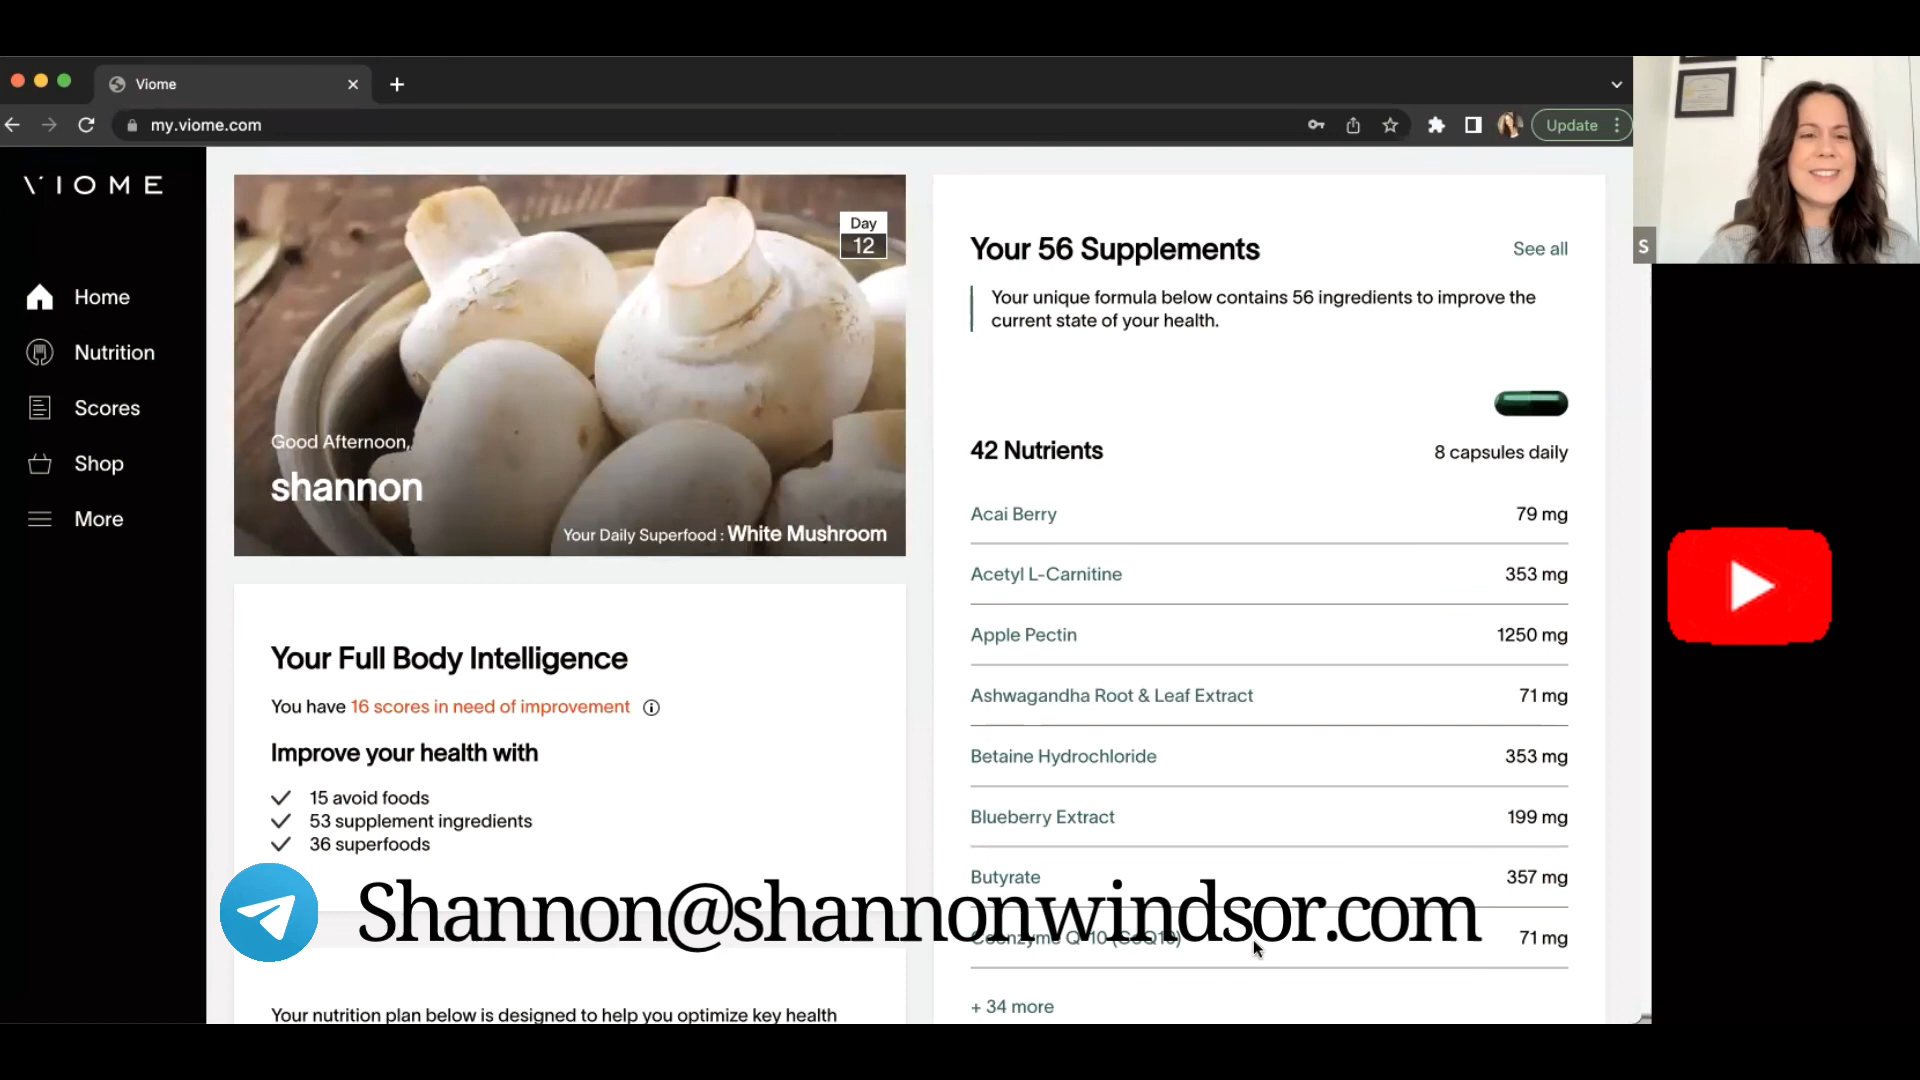 Viome
my.viome.com
Update
VIOME
Home
Nutrition
Scores
Shop
More
Day
12
Good Afternoon,
shannon
Your Daily Superfood : White Mushroom
Your Full Body Intelligence
You have 16 scores in need of improvement
Improve your health with
15 avoid foods
53 supplement ingredients
36 superfoods
Your nutrition plan below is designed to help you optimize key health
Your 56 Supplements
See all
Your unique formula below contains 56 ingredients to improve the
current state of your health.
42 Nutrients
8 capsules daily
Acai Berry 79 mg
Acetyl L-Carnitine 353 mg
Apple Pectin 1250 mg
Ashwagandha Root & Leaf Extract 71 mg
Betaine Hydrochloride 353 mg
Blueberry Extract 199 mg
Butyrate 357 mg
Coenzyme Q-10 (CoQ10) 71 mg
+ 34 more
Shannon@shannonwindsor.com
S